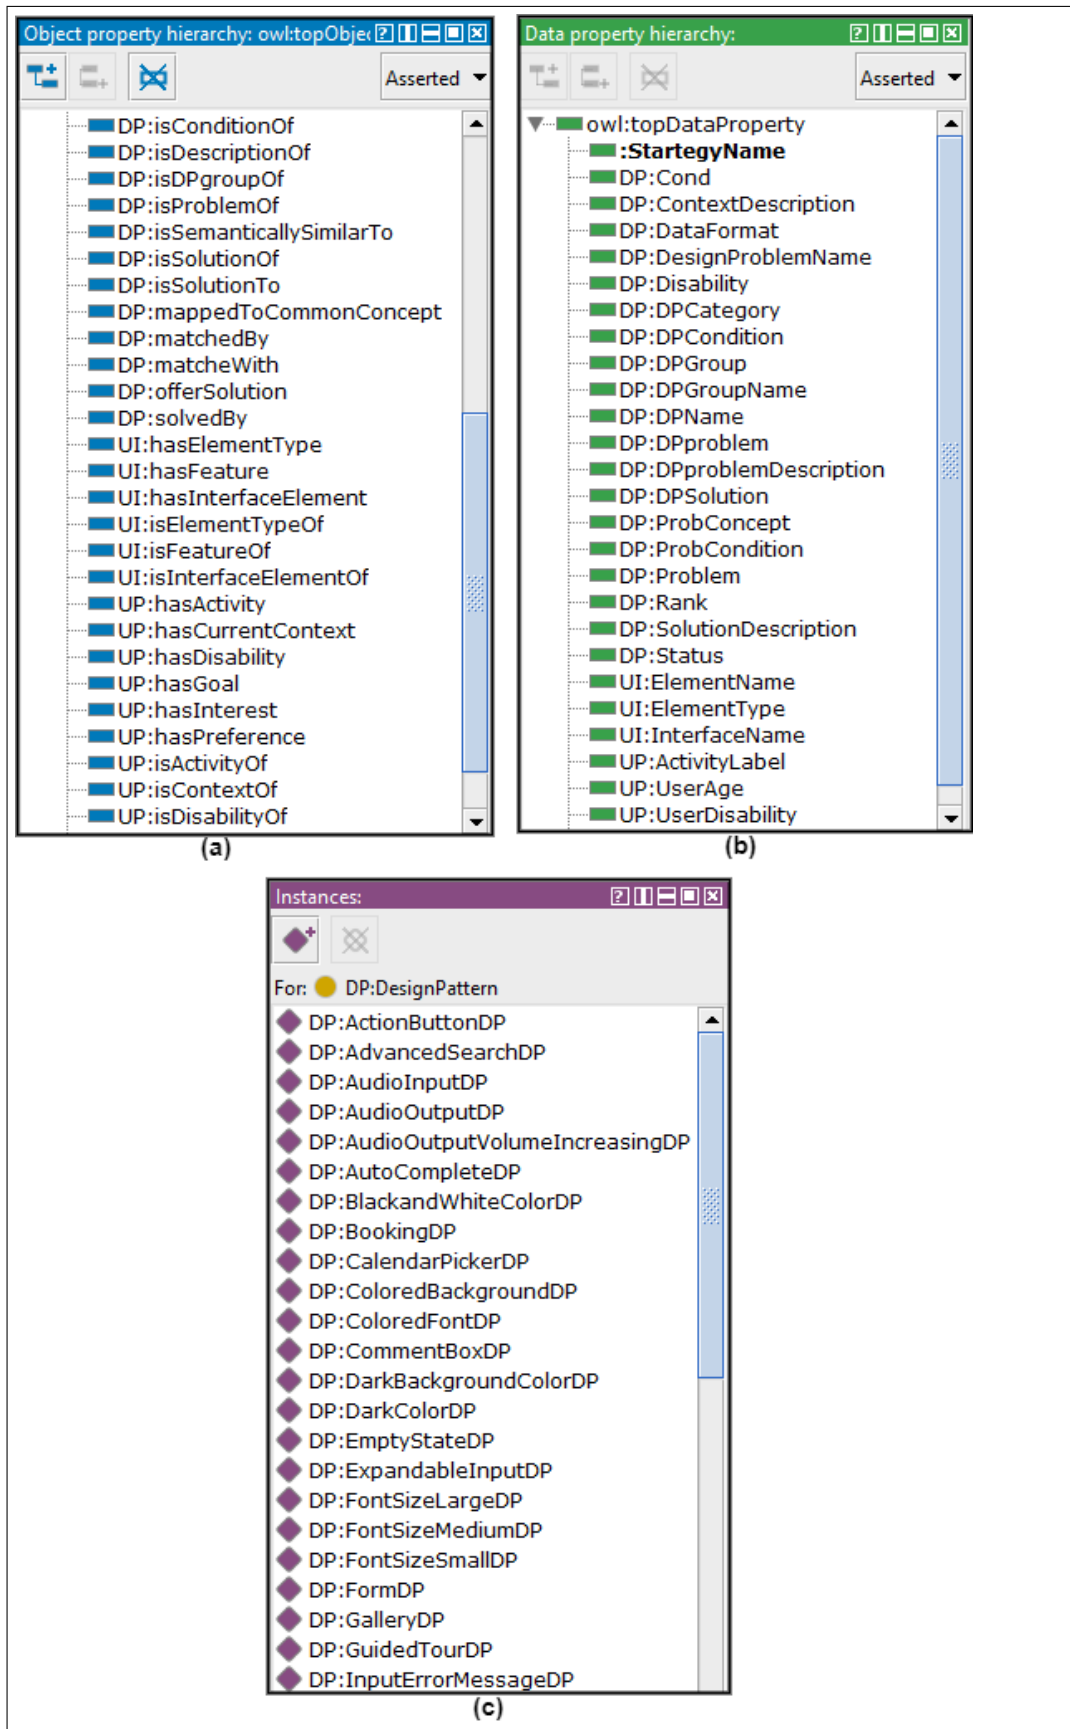 Object property hierarchy: owl:topObjec
Asserted
DP:isConditionOf
DP:isDescriptionOf
DP:isDPgroupOf
DP:isProblemOf
DP:isSemanticallySimilarTo
DP:isSolutionOf
DP:isSolutionTo
DP:mappedToCommonConcept
DP:matchedBy
DP:matcheWith
DP:offerSolution
DP:solvedBy
UI:hasElementType
UI:hasFeature
UI:hasInterfaceElement
UI:isElementTypeOf
UI:isFeatureOf
UI:isInterfaceElementOf
UP:hasActivity
UP:hasCurrentContext
UP:hasDisability
UP:hasGoal
UP:hasInterest
UP:hasPreference
UP:isActivityOf
UP:isContextOf
UP:isDisabilityOf
(a)
Data property hierarchy:
Asserted
owl:topDataProperty
:StartegyName
DP:Cond
DP:ContextDescription
DP:DataFormat
DP:DesignProblemName
DP:Disability
DP:DPCategory
DP:DPCondition
DP:DPGroup
DP:DPGroupName
DP:DPName
DP:DPproblem
DP:DPproblemDescription
DP:DPSolution
DP:ProbConcept
DP:ProbCondition
DP:Problem
DP:Rank
DP:SolutionDescription
DP:Status
UI:ElementName
UI:ElementType
UI:InterfaceName
UP:ActivityLabel
UP:UserAge
UP:UserDisability
(b)
Instances:
For: DP:DesignPattern
DP:ActionButtonDP
DP:AdvancedSearchDP
DP:AudioInputDP
DP:AudioOutputDP
DP:AudioOutputVolumeIncreasingDP
DP:AutoCompleteDP
DP:BlackandWhiteColorDP
DP:BookingDP
DP:CalendarPickerDP
DP:ColoredBackgroundDP
DP:ColoredFontDP
DP:CommentBoxDP
DP:DarkBackgroundColorDP
DP:DarkColorDP
DP:EmptyStateDP
DP:ExpandableInputDP
DP:FontSizeLargeDP
DP:FontSizeMediumDP
DP:FontSizeSmallDP
DP:FormDP
DP:GalleryDP
DP:GuidedTourDP
DP:InputErrorMessageDP
(c)